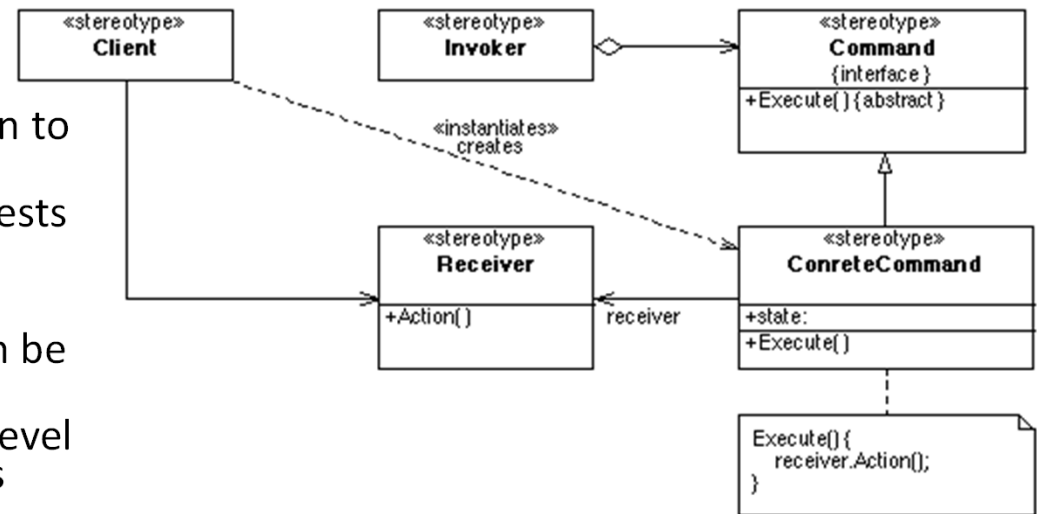 «stereotype»
Client
«stereotype»
Invoker
«stereotype»
Command
{interface}
+Execute(){abstract}
n to
«instantiates»
creates
ests
«stereotype»
Receiver
+Action()
receiver
«stereotype»
ConreteCommand
+state:
+Execute()
n be
evel
s
Execute(){
receiver.Action();
}